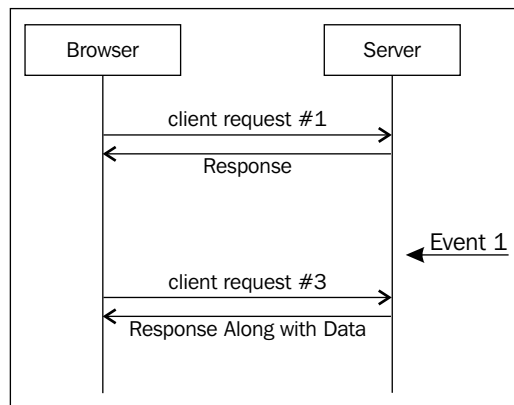 Browser
Server
client request #1
Response
Event 1
client request #3
Response Along with Data